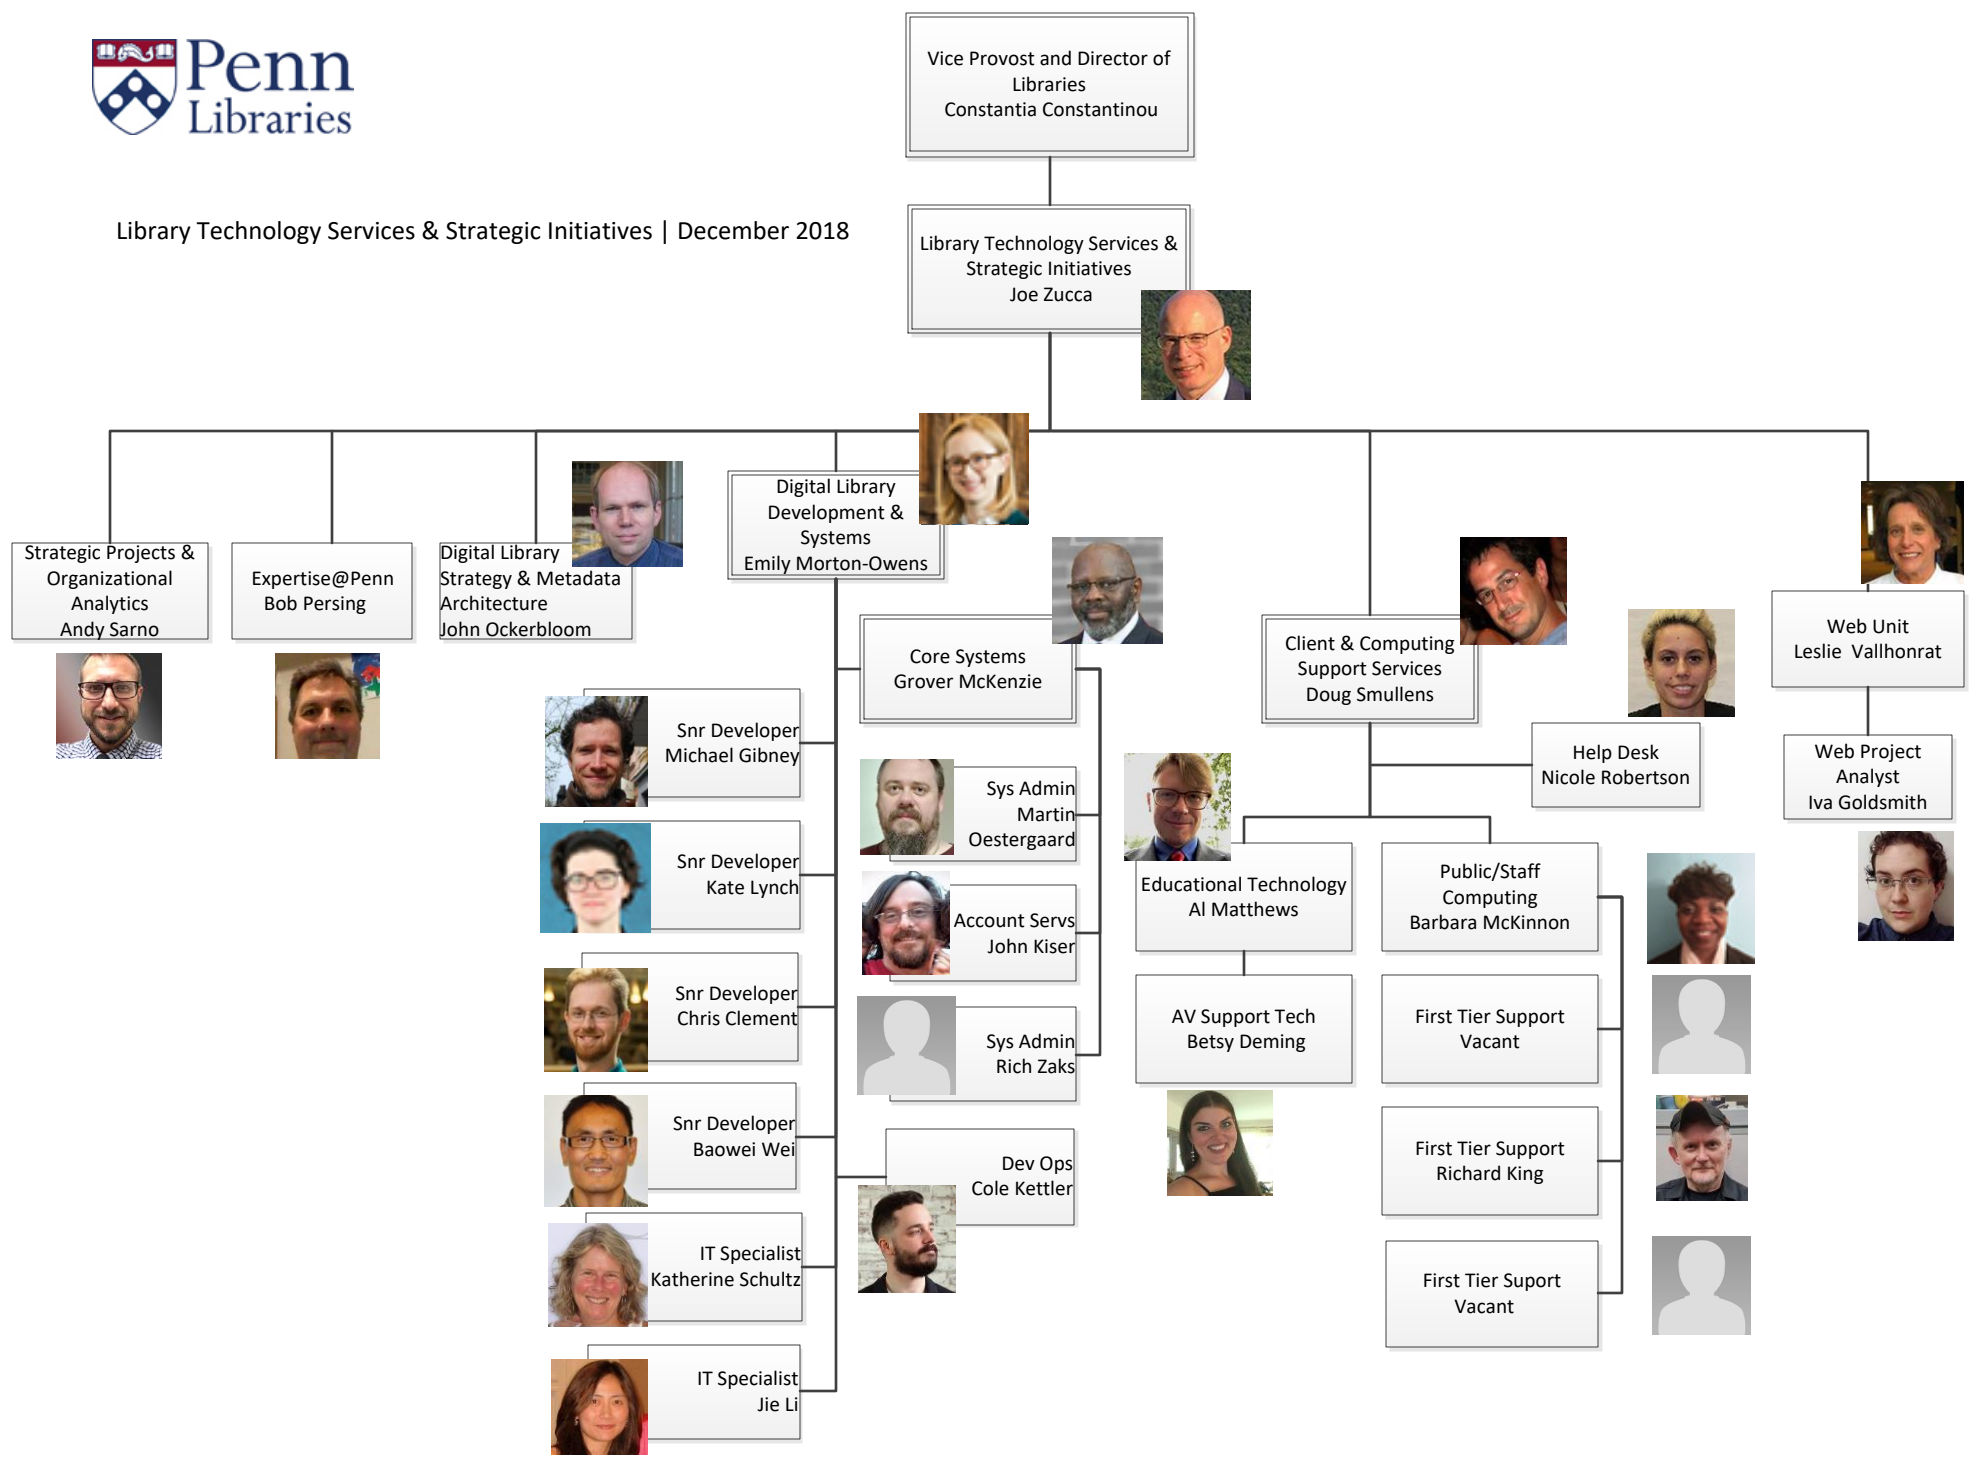 Penn
Libraries
Library Technology Services & Strategic Initiatives | December 2018
Vice Provost and Director of
Libraries
Constantia Constantinou
Library Technology Services &
Strategic Initiatives
Joe Zucca
Strategic Projects &
Organizational
Analytics
Andy Sarno
Expertise@Penn
Bob Persing
Digital Library
Strategy & Metadata
Architecture
John Ockerbloom
Digital Library
Development &
Systems
Emily Morton-Owens
Snr Developer
Michael Gibney
Snr Developer
Kate Lynch
Snr Developer
Chris Clement
Snr Developer
Baowei Wei
IT Specialist
Katherine Schultz
IT Specialist
Jie Li
Core Systems
Grover McKenzie
Sys Admin
Martin
Oestergaard
Account Servs
John Kiser
Sys Admin
Rich Zaks
Dev Ops
Cole Kettler
Client & Computing
Support Services
Doug Smullens
Help Desk
Nicole Robertson
Educational Technology
Al Matthews
AV Support Tech
Betsy Deming
Public/Staff
Computing
Barbara McKinnon
First Tier Support
Vacant
First Tier Support
Richard King
First Tier Suport
Vacant
Web Unit
Leslie  Vallhonrat
Web Project
Analyst
Iva Goldsmith